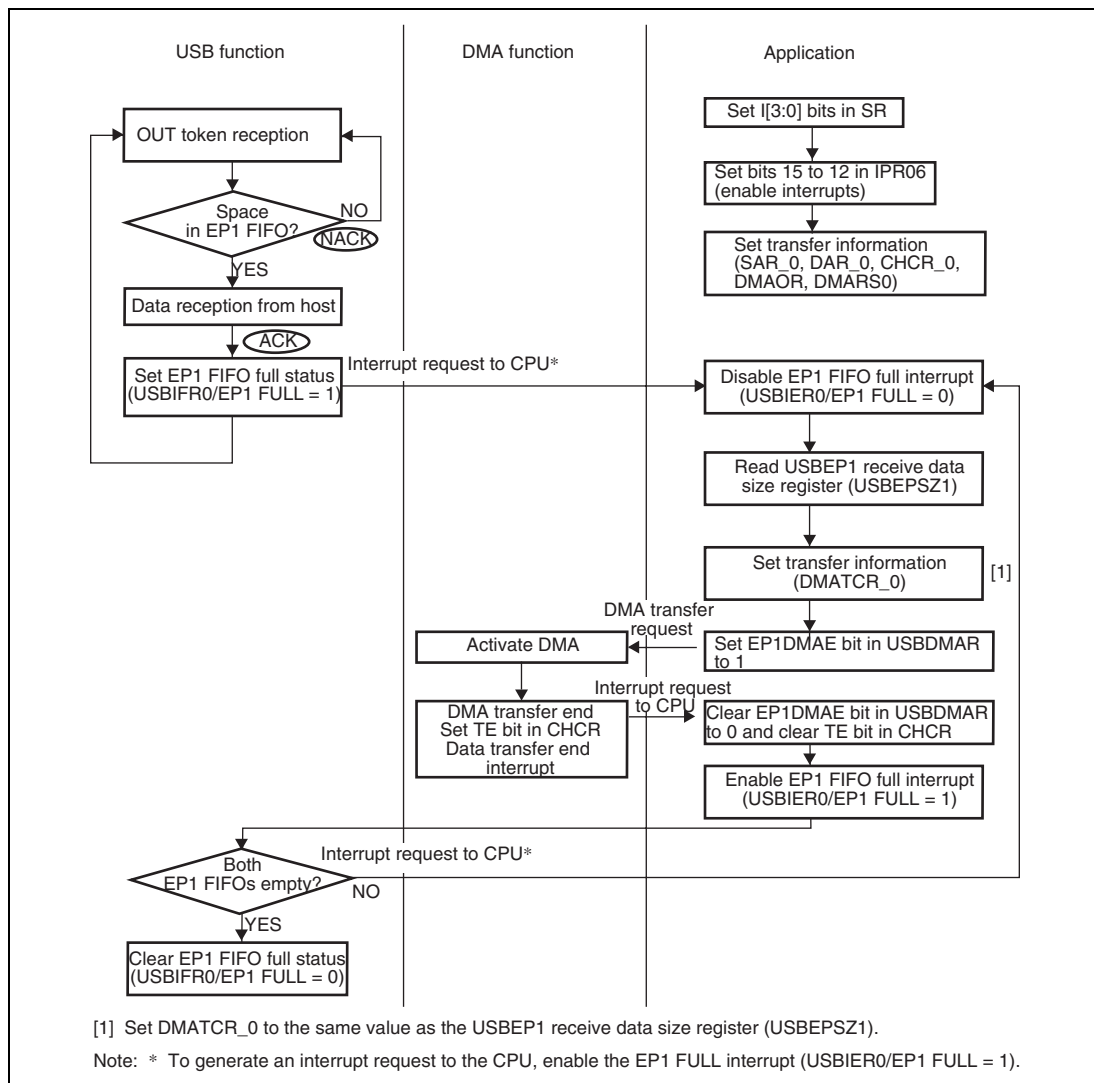 USB function
DMA function
Application
OUT token reception
Space
in EP1 FIFO?
NO
NACK
YES
Data reception from host
ACK
Set EP1 FIFO full status
(USBIFR0/EP1 FULL = 1)
Interrupt request to CPU*
Set I[3:0] bits in SR
Set bits 15 to 12 in IPR06
(enable interrupts)
Set transfer information
(SAR_0, DAR_0, CHCR_0,
DMAOR, DMARS0)
Disable EP1 FIFO full interrupt
(USBIER0/EP1 FULL = 0)
Read USBEP1 receive data
size register (USBEPSZ1)
Set transfer information
(DMATCR_0)
[1]
DMA transfer
request
Set EP1DMAE bit in USBDMAR
to 1
Activate DMA
DMA transfer end
Set TE bit in CHCR
Data transfer end
interrupt
Interrupt request
to CPU
Clear EP1DMAE bit in USBDMAR
to 0 and clear TE bit in CHCR
Enable EP1 FIFO full interrupt
(USBIER0/EP1 FULL = 1)
Both
EP1 FIFOs empty?
Interrupt request to CPU*
NO
YES
Clear EP1 FIFO full status
(USBIFR0/EP1 FULL = 0)
[1] Set DMATCR_0 to the same value as the USBEP1 receive data size register (USBEPSZ1).
Note: * To generate an interrupt request to the CPU, enable the EP1 FULL interrupt (USBIER0/EP1 FULL = 1).